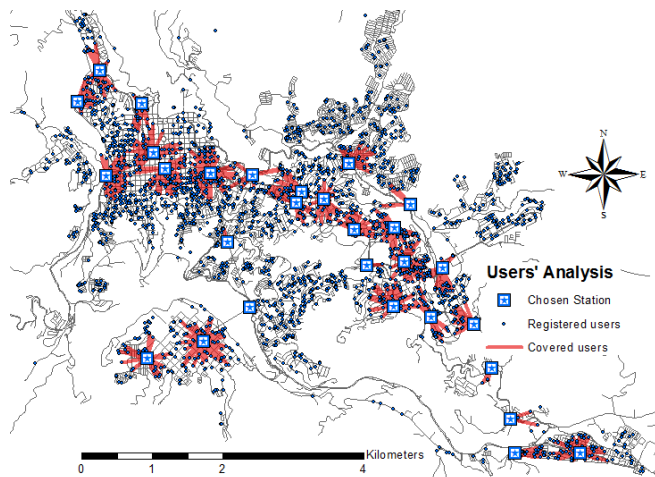 N
W E
S
Users' Analysis
Chosen Station
Registered users
Covered users
Kilometers
0 1 2 4